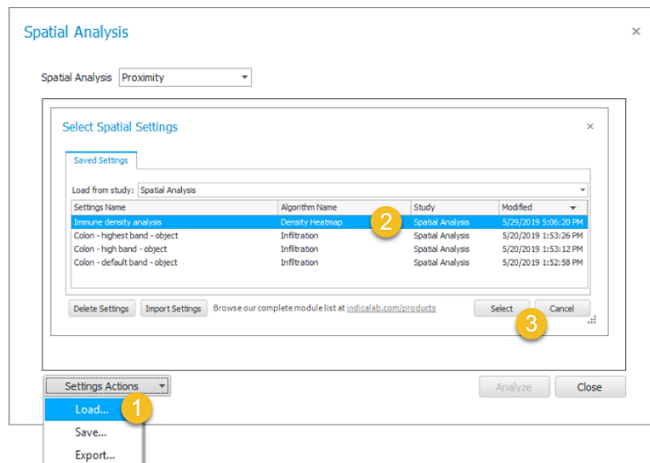 Spatial Analysis
Spatial Analysis Proximity
Select Spatial Settings
Saved Settings
Load from study: Spatial Analysis
Settings Name Algorithm Name Study Modified
Immune density analysis Density Heatmap 2 Spatial Analysis 5/29/2019 5:06:20 PM
Colon - highest band - object Infiltration Spatial Analysis 5/20/2019 1:53:26 PM
Colon - high band - object Infiltration Spatial Analysis 5/20/2019 1:53:12 PM
Colon - default band - object Infiltration Spatial Analysis 5/20/2019 1:52:58 PM
Delete Settings Import Settings Browse our complete module list at indicalab.com/products Select Cancel
3
Settings Actions Analyze Close
Load... 1
Save...
Export...